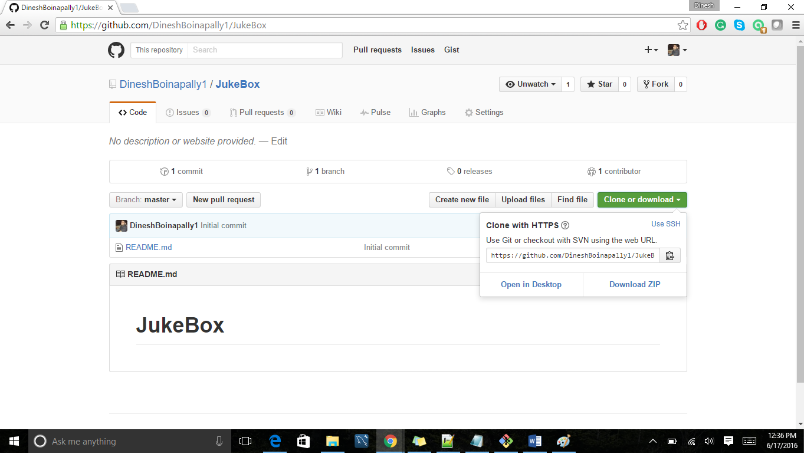 DineshBoinapally1/JukeBo
Dinesh
https://github.com/DineshBoinapally1/JukeBox
This repository Search Pull requests Issues Gist
DineshBoinapally1 / JukeBox Unwatch 1 Star 0 Fork 0
Code Issues 0 Pull requests 0 Wiki Pulse Graphs Settings
No description or website provided. — Edit
1 commit 1 branch 0 releases 1 contributor
Branch: master New pull request Create new file Upload files Find file Clone or download
DineshBoinapally1 Initial commit
README.md Initial commit
Clone with HTTPS Use SSH
Use Git or checkout with SVN using the web URL.
https://github.com/DineshBoinapally1/JukeB
Open in Desktop Download ZIP
README.md
JukeBox
Ask me anything
12:36 PM
6/17/2016